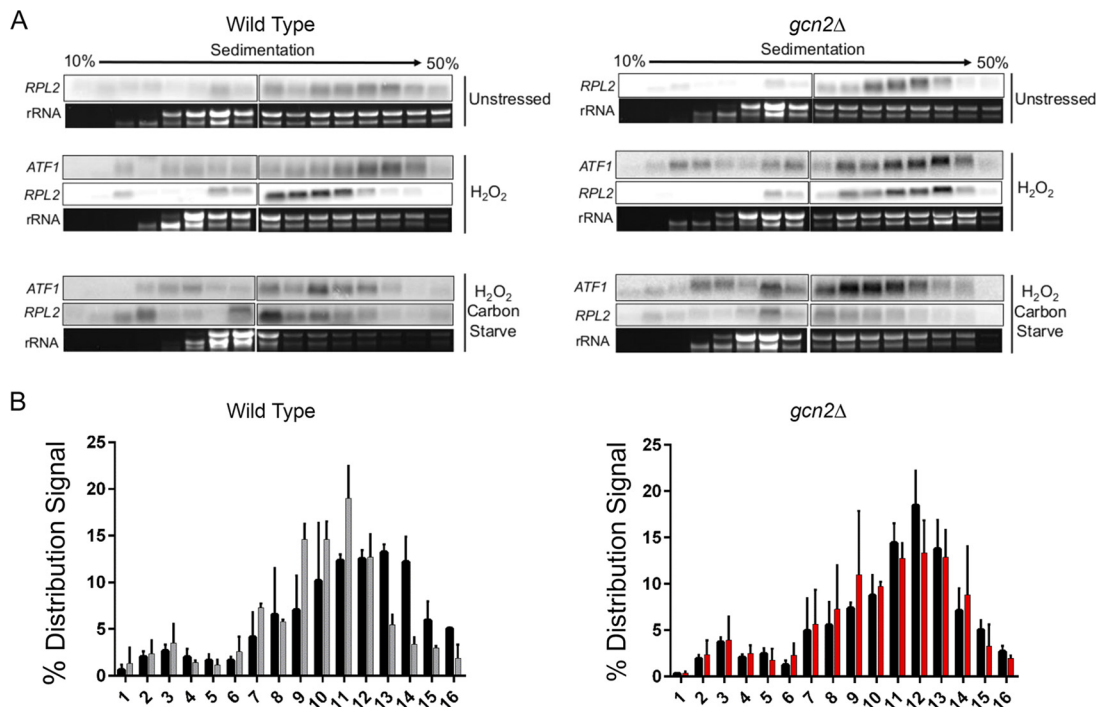 A
Wild Type
Sedimentation
10% 50%
RPL2
rRNA
Unstressed
ATF1
RPL2
rRNA
H₂O₂
ATF1
RPL2
rRNA
H₂O₂
Carbon
Starve
gcn2Δ
Sedimentation
10% 50%
RPL2
rRNA
Unstressed
ATF1
RPL2
rRNA
H₂O₂
ATF1
RPL2
rRNA
H₂O₂
Carbon
Starve
B
Wild Type
% Distribution Signal
25
20
15
10
5
0
1 2 3 4 5 6 7 8 9 10 11 12 13 14 15 16
gcn2Δ
% Distribution Signal
25
20
15
10
5
0
1 2 3 4 5 6 7 8 9 10 11 12 13 14 15 16